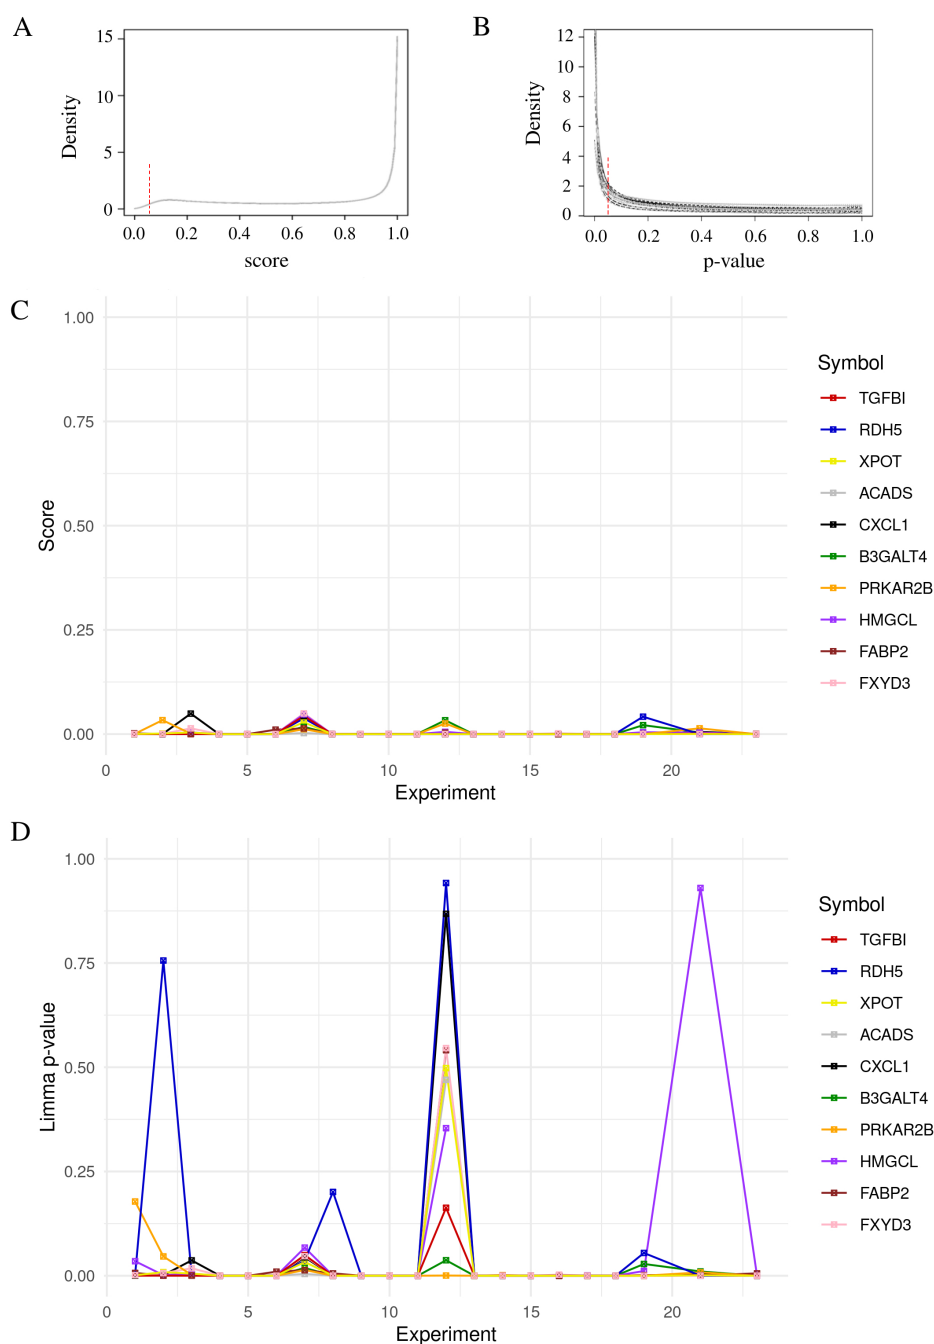 A
15
10
5
0
Density
0.0 0.2 0.4 0.6 0.8 1.0
score
B
12
10
8
6
4
2
0
Density
0.0 0.2 0.4 0.6 0.8 1.0
p-value
C
1.00
0.75
0.50
0.25
0.00
Score
0 5 10 15 20
Experiment
Symbol
TGFBI
RDH5
XPOT
ACADS
CXCL1
B3GALT4
PRKAR2B
HMGCL
FABP2
FXYD3
D
1.00
0.75
0.50
0.25
0.00
Limma p-value
0 5 10 15 20
Experiment
Symbol
TGFBI
RDH5
XPOT
ACADS
CXCL1
B3GALT4
PRKAR2B
HMGCL
FABP2
FXYD3